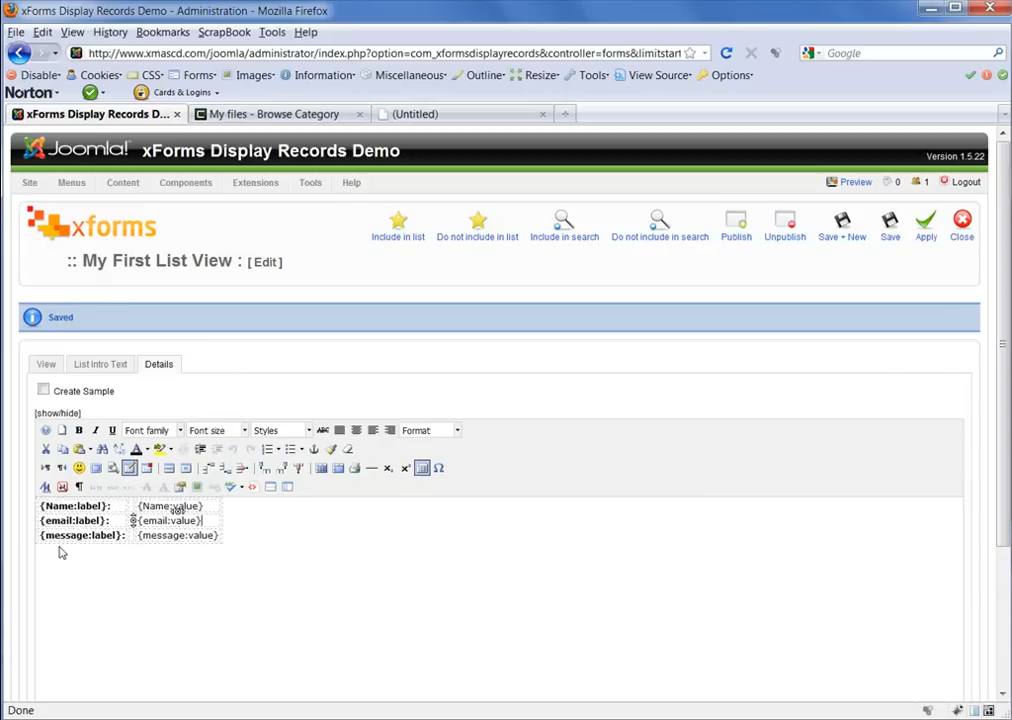 xForms Display Records Demo - Administration - Mozilla Firefox
File Edit View History Bookmarks ScrapBook Tools Help
http://www.xmascd.com/joomla/administrator/index.php?option=com_xformsdisplayrecords&controller=forms&limitstart Google
Disable Cookies CSS Forms Images Information Miscellaneous Outline Resize Tools View Source Options
Norton Cards & Logins
xForms Display Records D... My files - Browse Category (Untitled)
Joomla! xForms Display Records Demo Version 1.5.22
Site Menus Content Components Extensions Tools Help Preview 0 1 Logout
xforms
Include in list Do not include in list Include in search Do not include in search Publish Unpublish Save + New Save Apply Close
:: My First List View : [ Edit ]
Saved
View List Intro Text Details
Create Sample
[show/hide]
B I U Font family Font size Styles ABC Format
{Name:label}: {Name:value}
{email:label}: {email:value}
{message:label}: {message:value}
Done